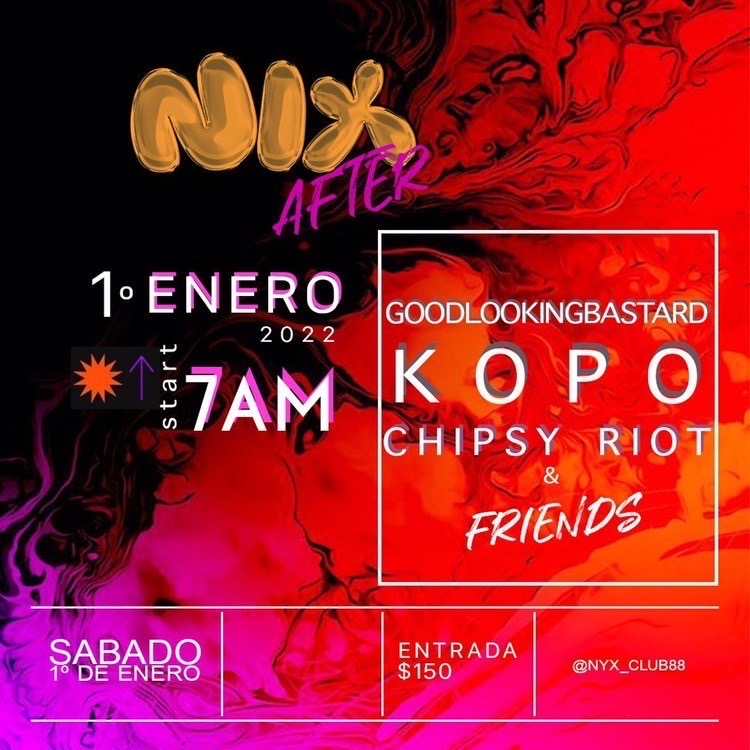 NIX
AFTER
1º ENERO
2022
start
7AM
GOODLOOKINGBASTARD
KOPO
CHIPSY RIOT
&
FRIENDS
SABADO
1º DE ENERO
ENTRADA
$150
@NYX_CLUB88